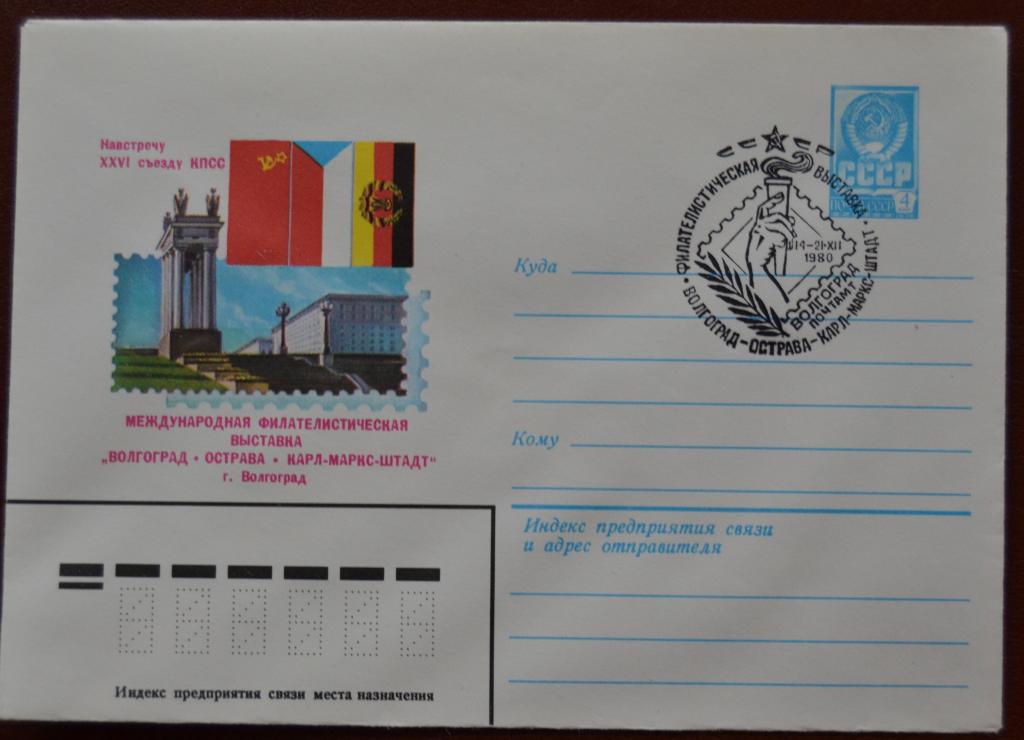 Навстречу
XXVI съезду КПСС
МЕЖДУНАРОДНАЯ ФИЛАТЕЛИСТИЧЕСКАЯ
ВЫСТАВКА
„ВОЛГОГРАД • ОСТРАВА • КАРЛ-МАРКС-ШТАДТ"
г. Волгоград
СССР
ПОЧТА СССР
4
ФИЛАТЕЛИСТИЧЕСКАЯ ВЫСТАВКА
• ВОЛГОГРАД-ОСТРАВА-КАРЛ-МАРКС-ШТАДТ •
14-21·XII
1980
ВОЛГОГРАД
ПОЧТАМТ
Куда
Кому
Индекс предприятия связи
и адрес отправителя
Индекс предприятия связи места назначения